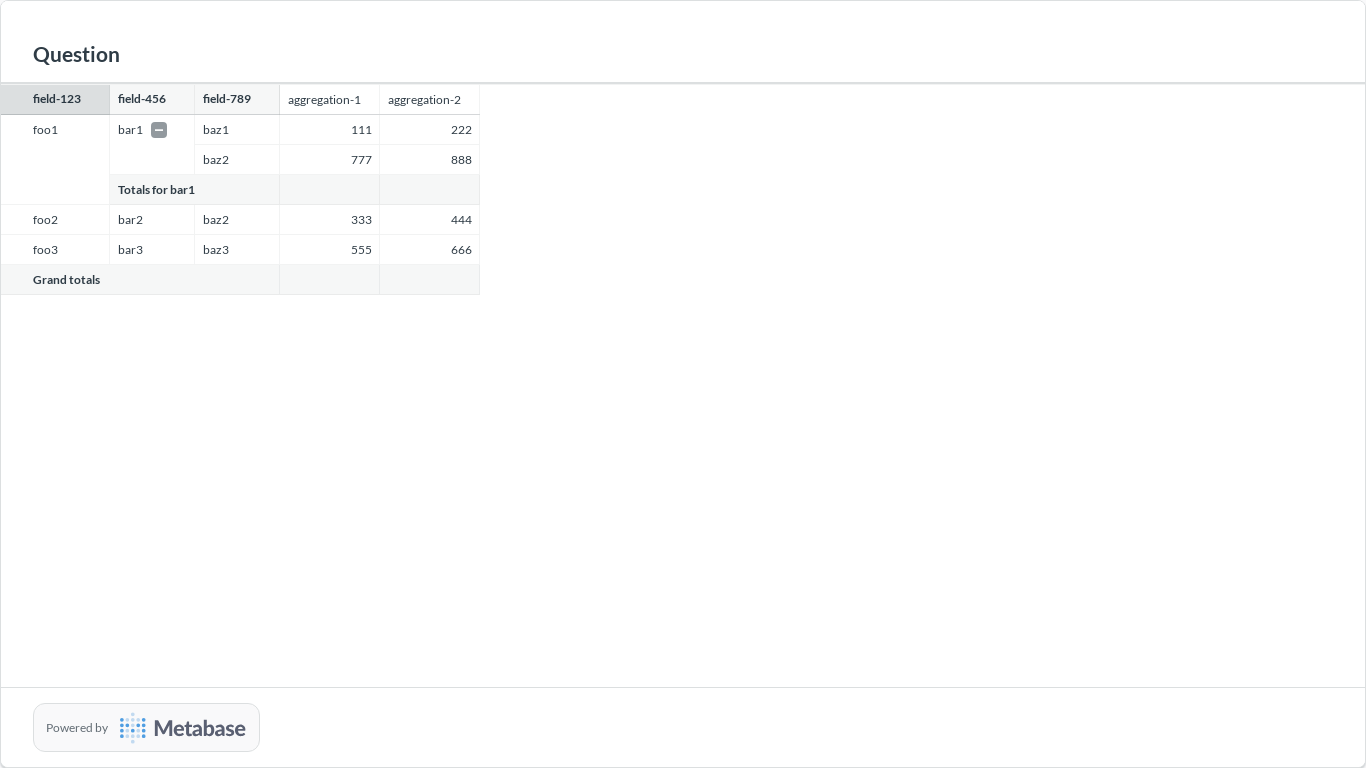 Question
field-123 field-456 field-789 aggregation-1 aggregation-2
foo1 bar1 baz1 111 222
baz2 777 888
Totals for bar1
foo2 bar2 baz2 333 444
foo3 bar3 baz3 555 666
Grand totals
Powered by Metabase